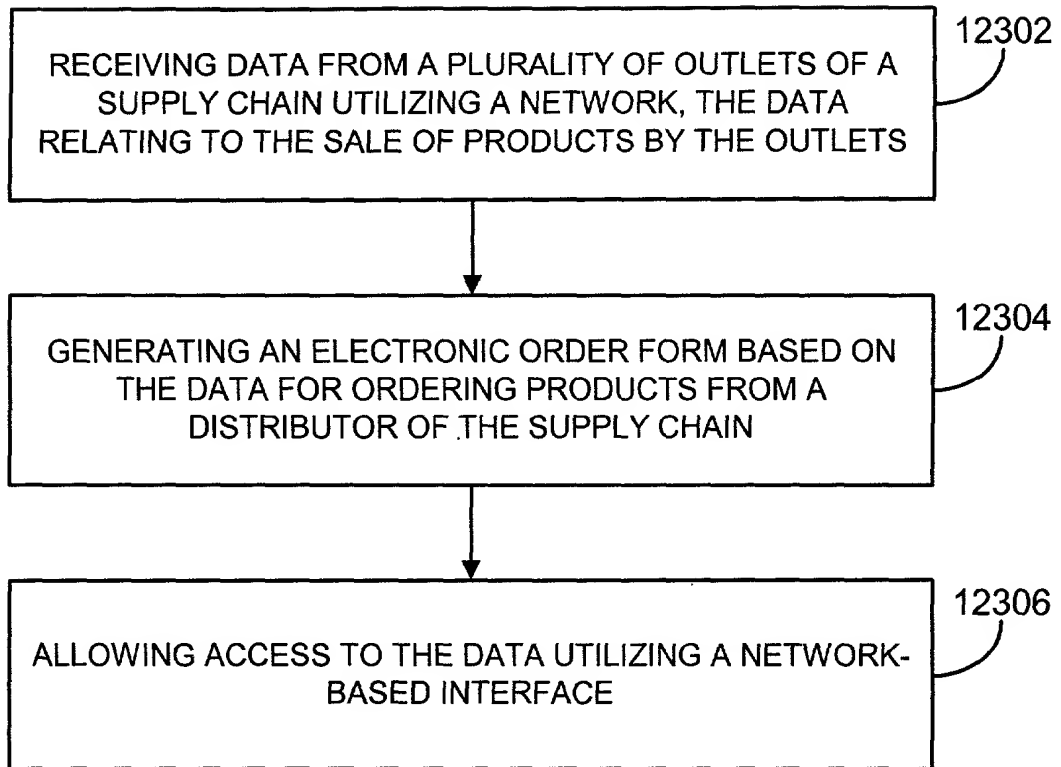 12302
RECEIVING DATA FROM A PLURALITY OF OUTLETS OF A
SUPPLY CHAIN UTILIZING A NETWORK, THE DATA
RELATING TO THE SALE OF PRODUCTS BY THE OUTLETS
12304
GENERATING AN ELECTRONIC ORDER FORM BASED ON
THE DATA FOR ORDERING PRODUCTS FROM A
DISTRIBUTOR OF THE SUPPLY CHAIN
12306
ALLOWING ACCESS TO THE DATA UTILIZING A NETWORK-
BASED INTERFACE